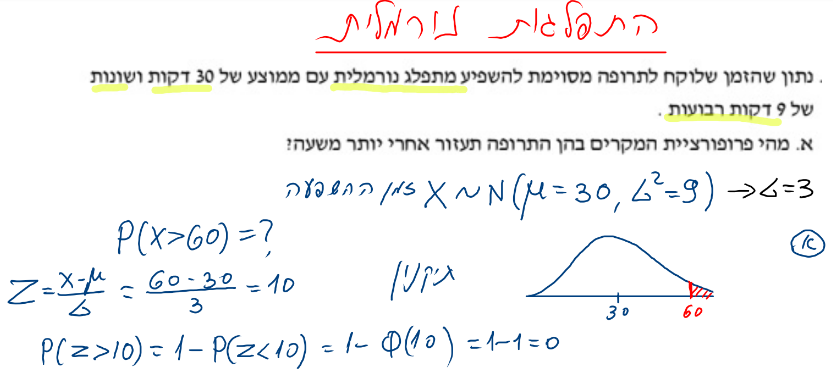 התפלגות נורמלית
. נתון שהזמן שלוקח לתרופה מסוימת להשפיע מתפלג נורמלית עם ממוצע של 30 דקות ושונות
של 9 דקות רבועות .
א. מהי פרופורציית המקרים בהן התרופה תעזור אחרי יותר משעה?
זמן ההשפעה X ~ N(μ=30, σ²=9) → σ=3
א
P(X>60) = ?
Z = (x-μ)/σ = (60-30)/3 = 10
תיקנון
30 60
P(Z>10) = 1 - P(Z<10) = 1 - Φ(10) = 1-1=0